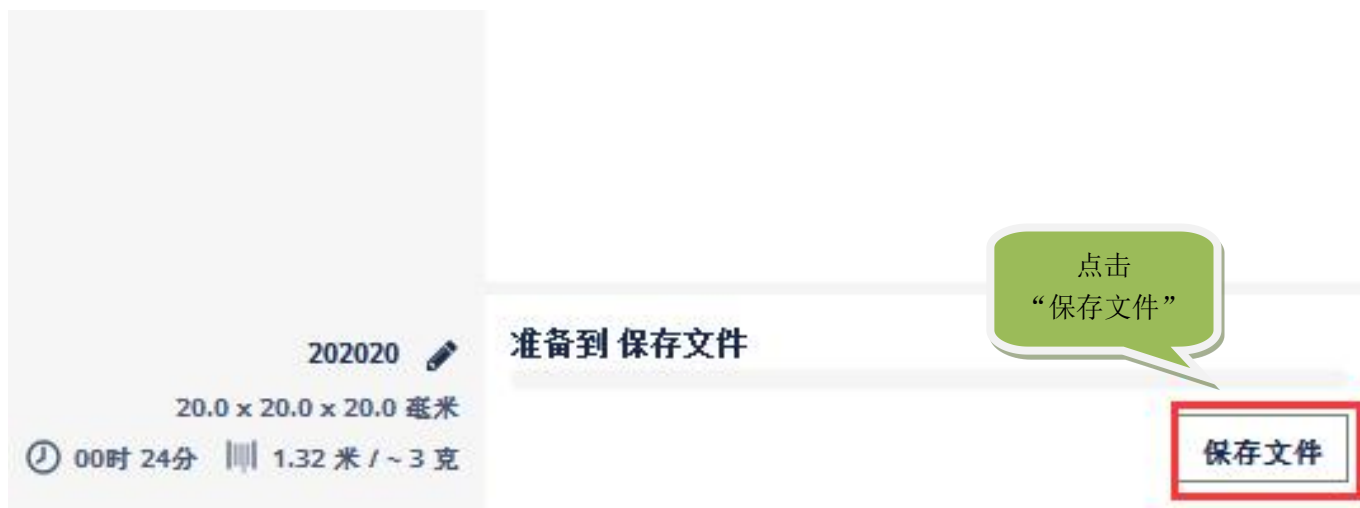 点击
“保存文件”
准备到 保存文件
202020
20.0 x 20.0 x 20.0 毫米
00时 24分 1.32 米 / ~ 3 克
保存文件